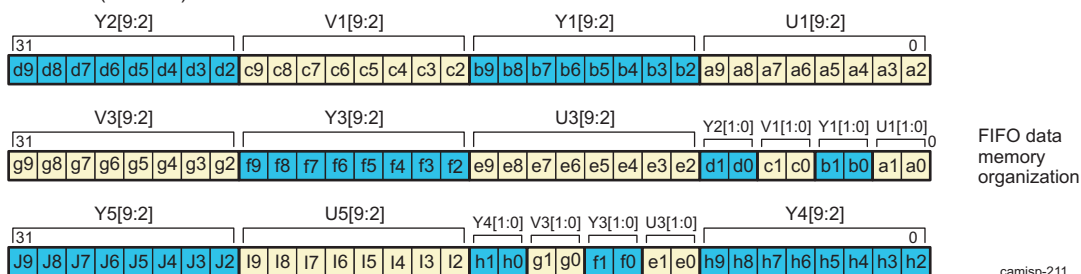 Y2[9:2] V1[9:2] Y1[9:2] U1[9:2]
31 0
d9 d8 d7 d6 d5 d4 d3 d2 c9 c8 c7 c6 c5 c4 c3 c2 b9 b8 b7 b6 b5 b4 b3 b2 a9 a8 a7 a6 a5 a4 a3 a2
V3[9:2] Y3[9:2] U3[9:2] Y2[1:0] V1[1:0] Y1[1:0] U1[1:0]
31 0
g9 g8 g7 g6 g5 g4 g3 g2 f9 f8 f7 f6 f5 f4 f3 f2 e9 e8 e7 e6 e5 e4 e3 e2 d1 d0 c1 c0 b1 b0 a1 a0
FIFO data
memory
organization
Y5[9:2] U5[9:2] Y4[1:0] V3[1:0] Y3[1:0] U3[1:0] Y4[9:2]
31 0
J9 J8 J7 J6 J5 J4 J3 J2 I9 I8 I7 I6 I5 I4 I3 I2 h1 h0 g1 g0 f1 f0 e1 e0 h9 h8 h7 h6 h5 h4 h3 h2
camisp-211